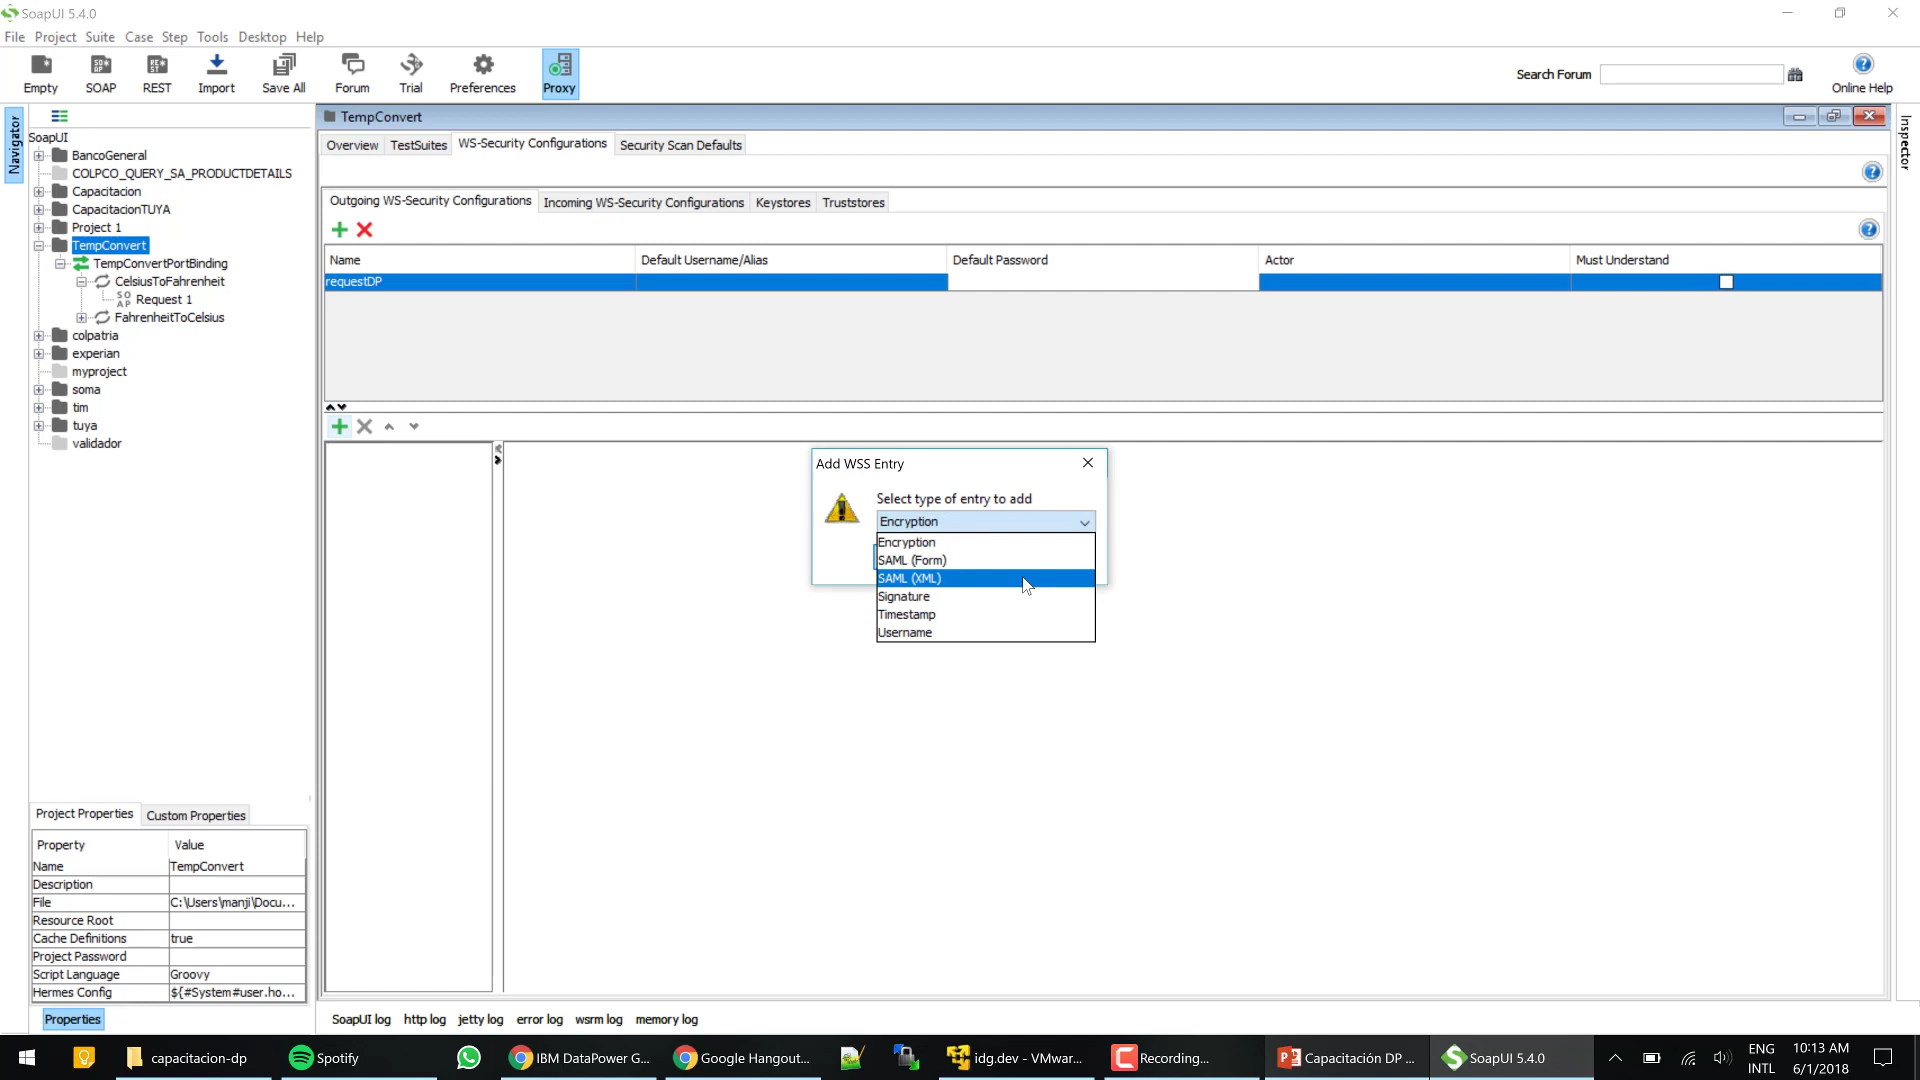 SoapUI 5.4.0
File Project Suite Case Step Tools Desktop Help
Empty SOAP REST Import Save All Forum Trial Preferences Proxy Search Forum Online Help
Navigator
Inspector
SoapUI
BancoGeneral
COLPCO_QUERY_SA_PRODUCTDETAILS
Capacitacion
CapacitacionTUYA
Project 1
TempConvert
TempConvertPortBinding
CelsiusToFahrenheit
Request 1
FahrenheitToCelsius
colpatria
experian
myproject
soma
tim
tuya
validador
TempConvert
Overview TestSuites WS-Security Configurations Security Scan Defaults
Outgoing WS-Security Configurations Incoming WS-Security Configurations Keystores Truststores
Name Default Username/Alias Default Password Actor Must Understand
requestDP
Add WSS Entry
Select type of entry to add
Encryption
Encryption
SAML (Form)
SAML (XML)
Signature
Timestamp
Username
Project Properties Custom Properties
Property Value
Name TempConvert
Description
File C:\Users\manji\Docu...
Resource Root
Cache Definitions true
Project Password
Script Language Groovy
Hermes Config ${#System#user.ho...
Properties
SoapUI log http log jetty log error log wsrm log memory log
capacitacion-dp Spotify IBM DataPower G... Google Hangout... idg.dev - VMwar... Recording... Capacitación DP ... SoapUI 5.4.0
ENG 10:13 AM
INTL 6/1/2018